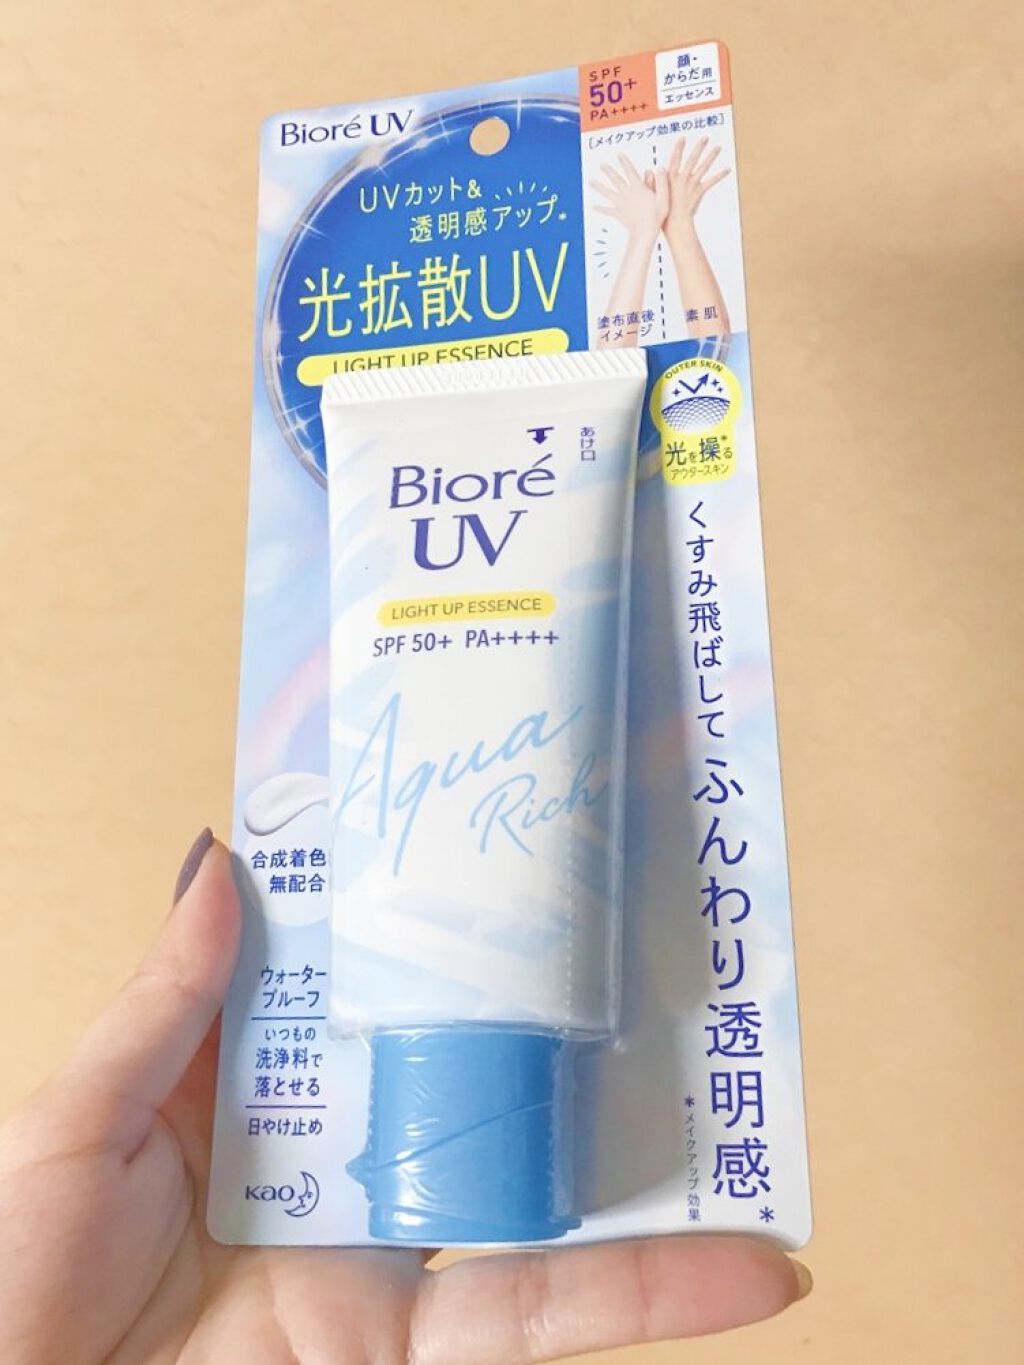 Bioré UV
SPF
50+
PA++++
顔・
からだ用
エッセンス
UVカット&
透明感アップ*
光拡散UV
LIGHT UP ESSENCE
[メイクアップ効果の比較]
塗布直後
イメージ
素肌
OUTER SKIN
光を操る*
アウタースキン
あけ口
Bioré
UV
LIGHT UP ESSENCE
SPF 50+ PA++++
Aqua
Rich
くすみ飛ばして ふんわり透明感*
*メイクアップ効果
合成着色
無配合
ウォーター
プルーフ
いつもの
洗浄料で
落とせる
日やけ止め
Kao